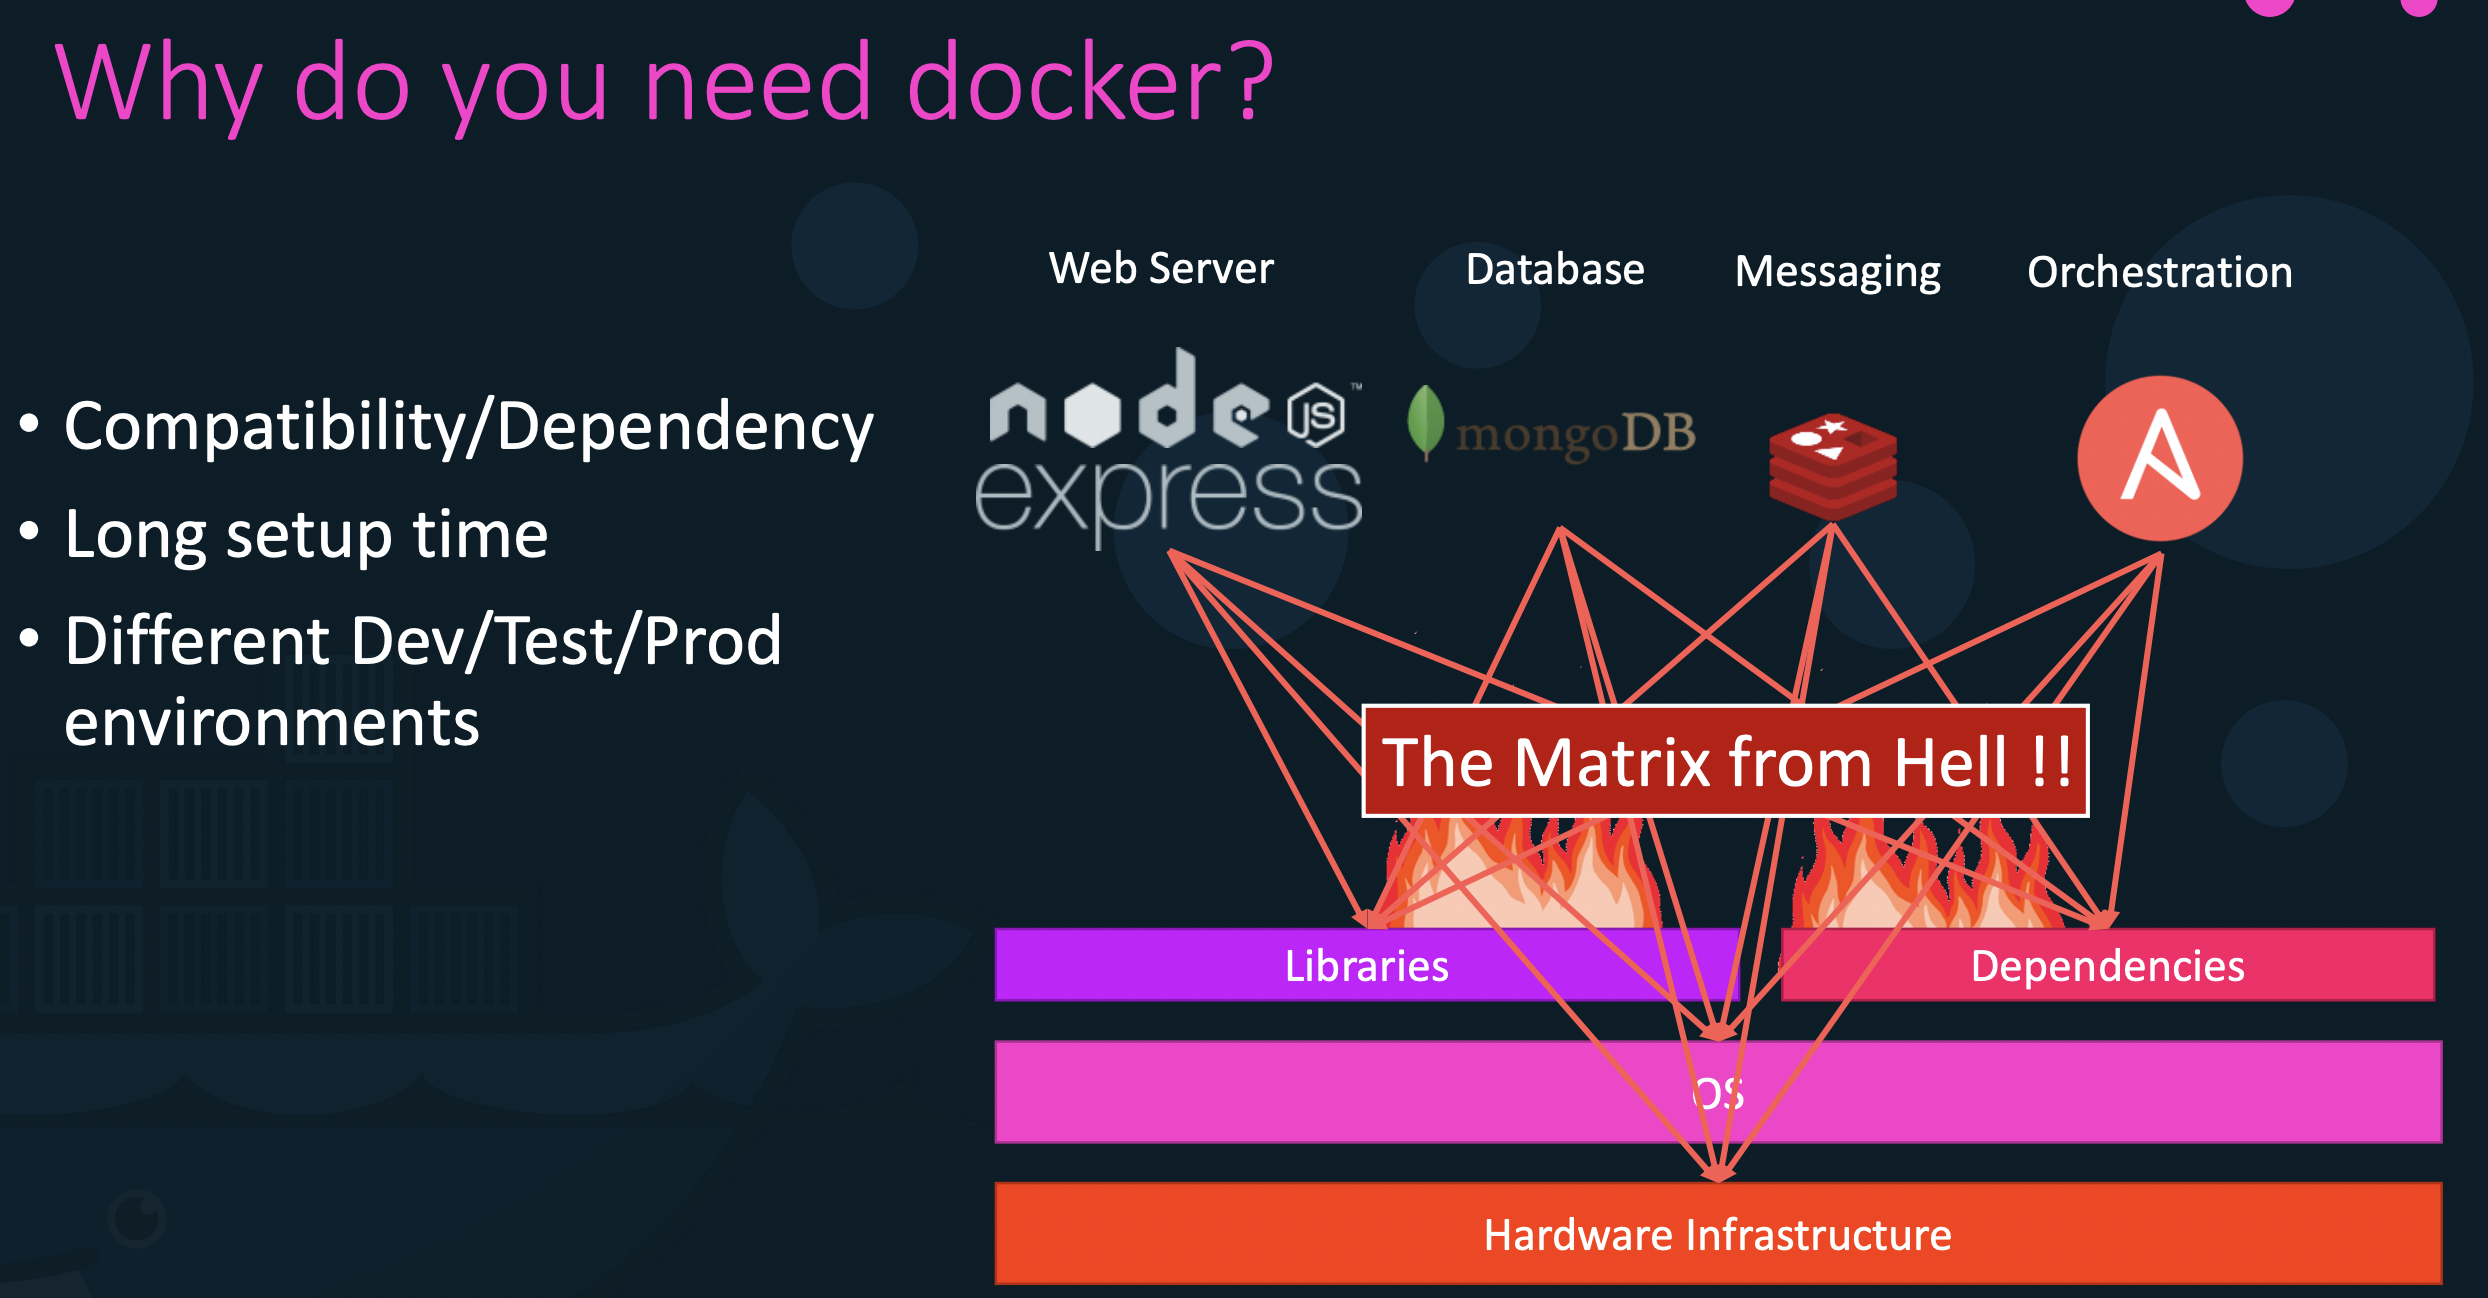 Why do you need docker?
Web Server
Database
Messaging
Orchestration
• Compatibility/Dependency
• Long setup time
• Different Dev/Test/Prod
environments
node JS ™
express
mongoDB
A
The Matrix from Hell !!
Libraries
Dependencies
OS
Hardware Infrastructure